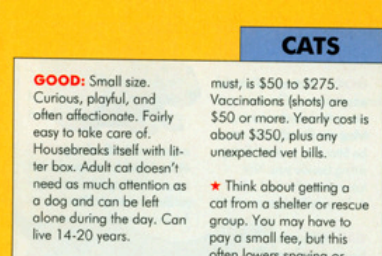 CATS
GOOD: Small size.
Curious, playful, and
often affectionate. Fairly
easy to take care of.
Housebreaks itself with lit-
ter box. Adult cat doesn't
need as much attention as
a dog and can be left
alone during the day. Can
live 14-20 years.
must, is $50 to $275.
Vaccinations (shots) are
$50 or more. Yearly cost is
about $350, plus any
unexpected vet bills.
★ Think about getting a
cat from a shelter or rescue
group. You may have to
pay a small fee, but this
often lowers spaying or